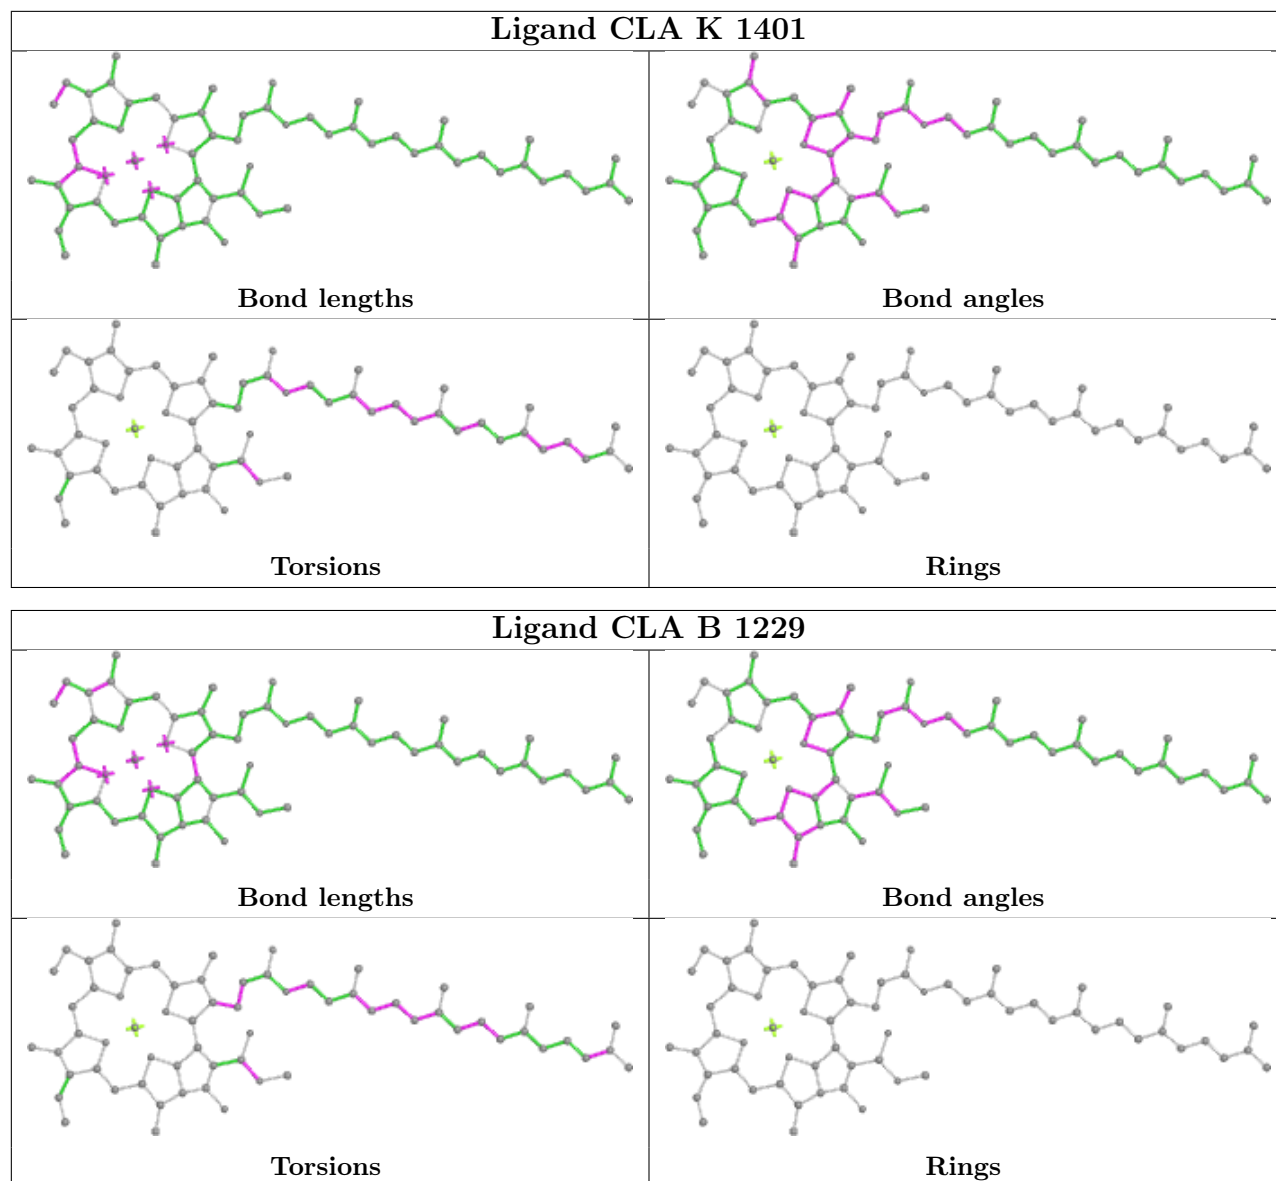 Ligand CLA K 1401
Bond lengths
Bond angles
Torsions
Rings
Ligand CLA B 1229
Bond lengths
Bond angles
Torsions
Rings